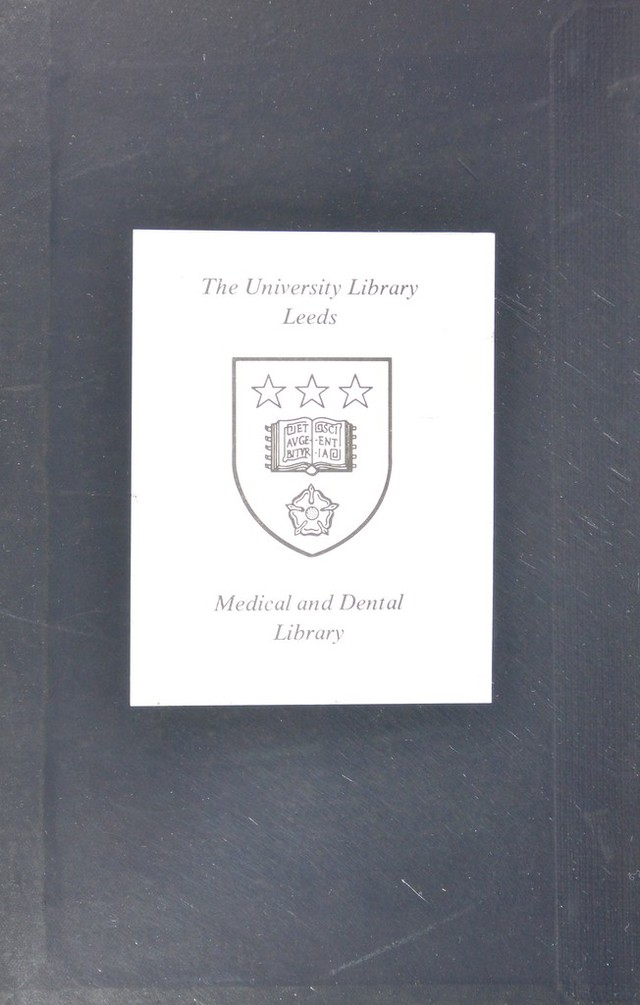 The University Library
Leeds
ET
AVGE-
BITVR
SCI
-ENT
-IA
Medical and Dental
Library